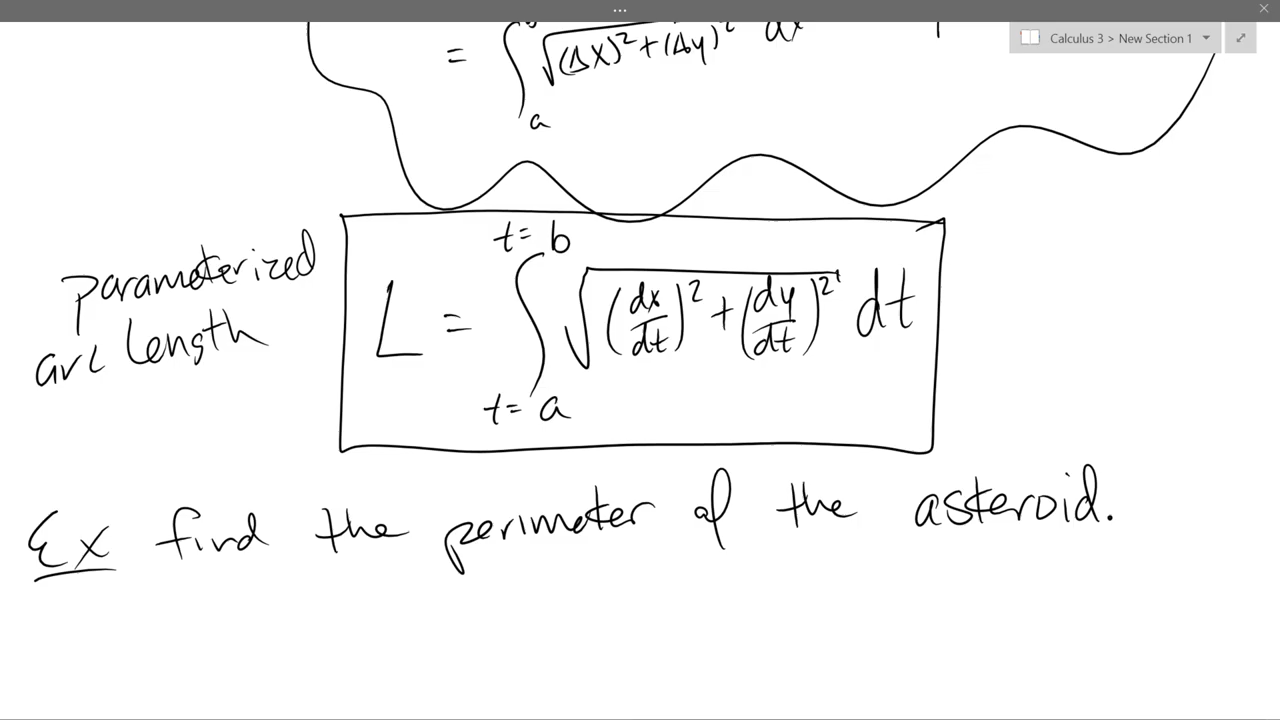 ...
Calculus 3 > New Section 1
= ∫ₐ √((Δx)²+(Δy)²) dx
parameterized arc length
L = ∫_{t=a}^{t=b} √((dx/dt)²+(dy/dt)²) dt
Ex find the perimeter of the asteroid.